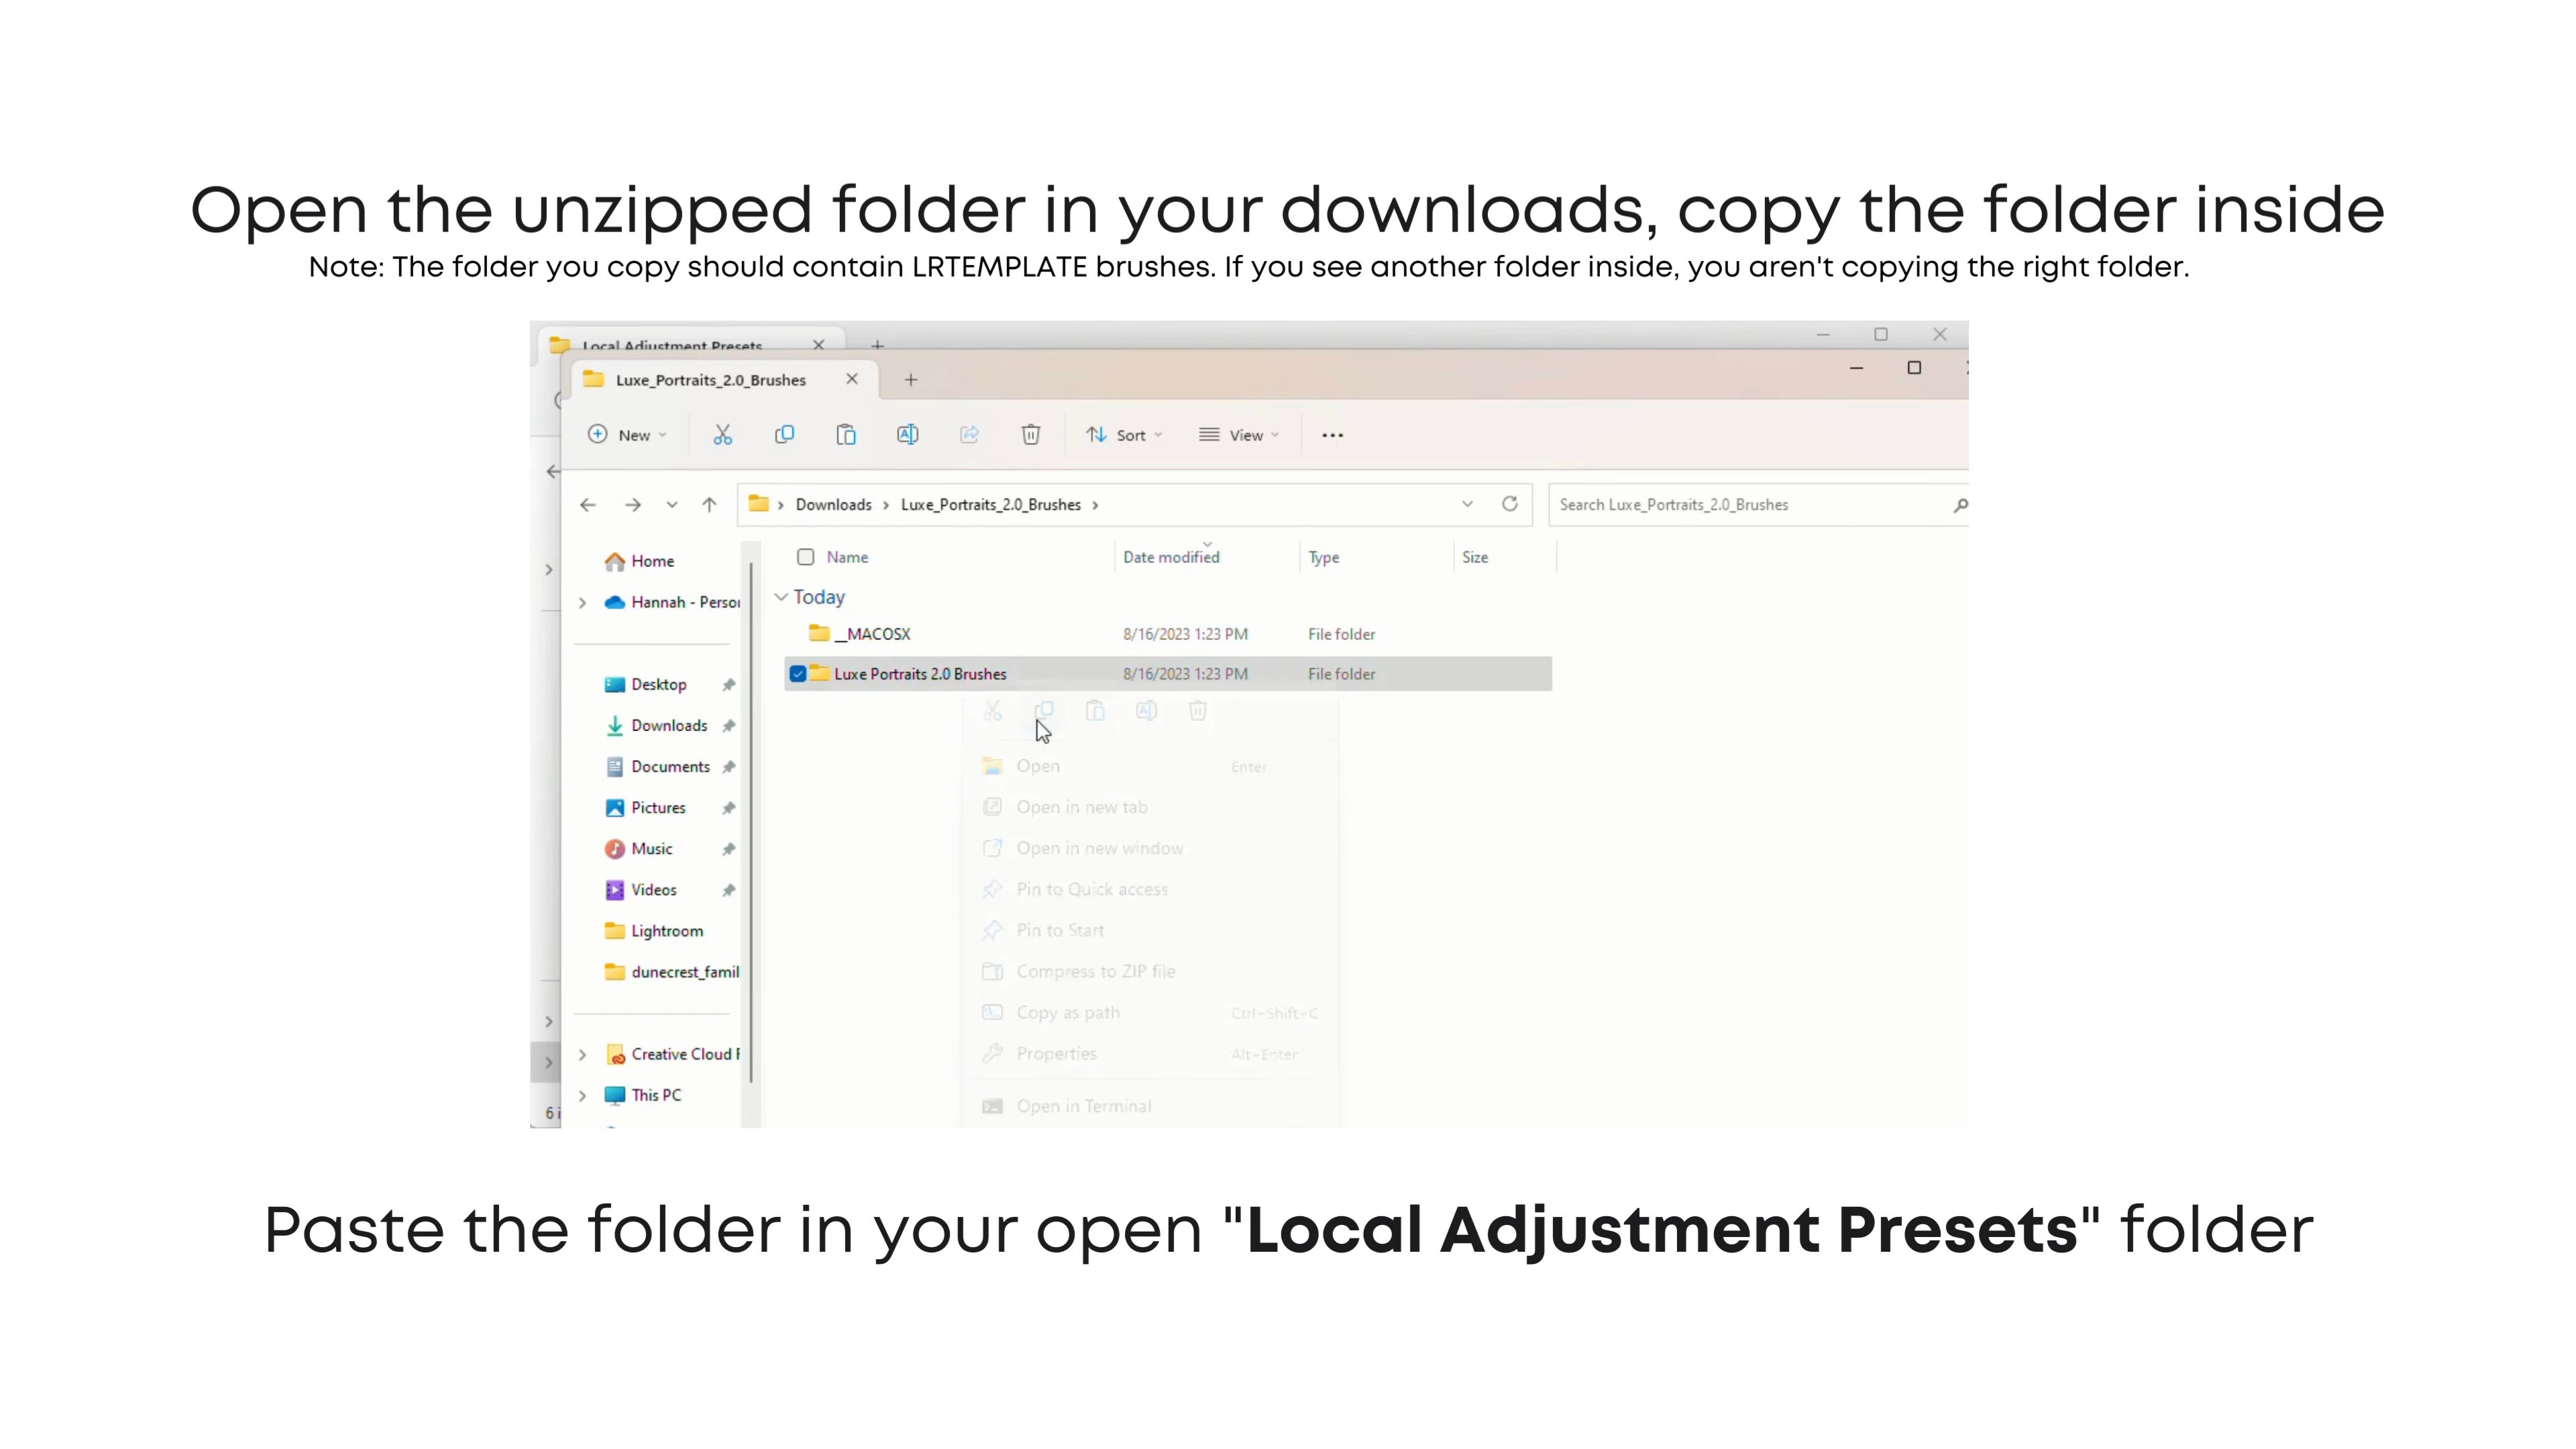 Open the unzipped folder in your downloads, copy the folder inside
Note: The folder you copy should contain LRTEMPLATE brushes. If you see another folder inside, you aren't copying the right folder.
Local Adjustment Presets
Luxe_Portraits_2.0_Brushes
New
Sort
View
Downloads > Luxe_Portraits_2.0_Brushes >
Search Luxe_Portraits_2.0_Brushes
Name Date modified Type Size
Home
Hannah - Person
Today
__MACOSX 8/16/2023 1:23 PM File folder
Luxe Portraits 2.0 Brushes 8/16/2023 1:23 PM File folder
Desktop
Downloads
Documents
Pictures
Music
Videos
Lightroom
dunecrest_famil
Creative Cloud F
This PC
6 i
Open Enter
Open in new tab
Open in new window
Pin to Quick access
Pin to Start
Compress to ZIP file
Copy as path Ctrl+Shift+C
Properties Alt+Enter
Open in Terminal
Paste the folder in your open "Local Adjustment Presets" folder